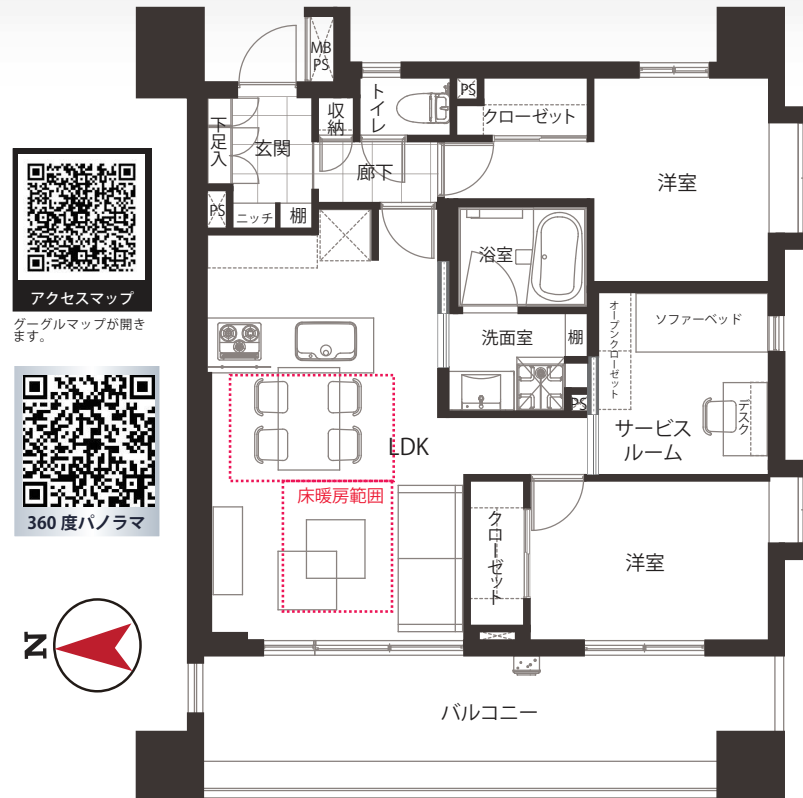 MB
PS
トイレ
PS
クローゼット
下足入
玄関
収納
廊下
洋室
PS
ニッチ
棚
浴室
アクセスマップ
グーグルマップが開き
ます。
洗面室
棚
オープンクローゼット
ソファーベッド
PS
デスク
サービス
ルーム
LDK
床暖房範囲
360 度パノラマ
クローゼット
洋室
N
バルコニー